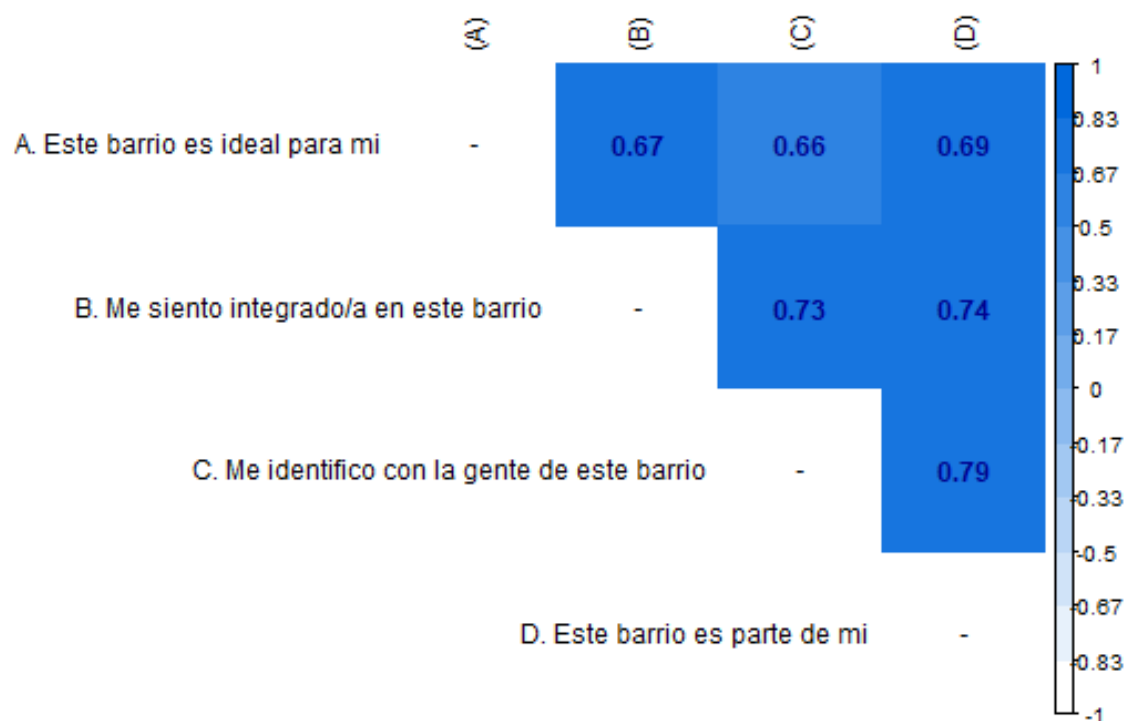 (A) (B) (C) (D)
A. Este barrio es ideal para mi - 0.67 0.66 0.69
B. Me siento integrado/a en este barrio - 0.73 0.74
C. Me identifico con la gente de este barrio - 0.79
D. Este barrio es parte de mi -
1
0.83
0.67
0.5
0.33
0.17
0
-0.17
-0.33
-0.5
-0.67
-0.83
-1